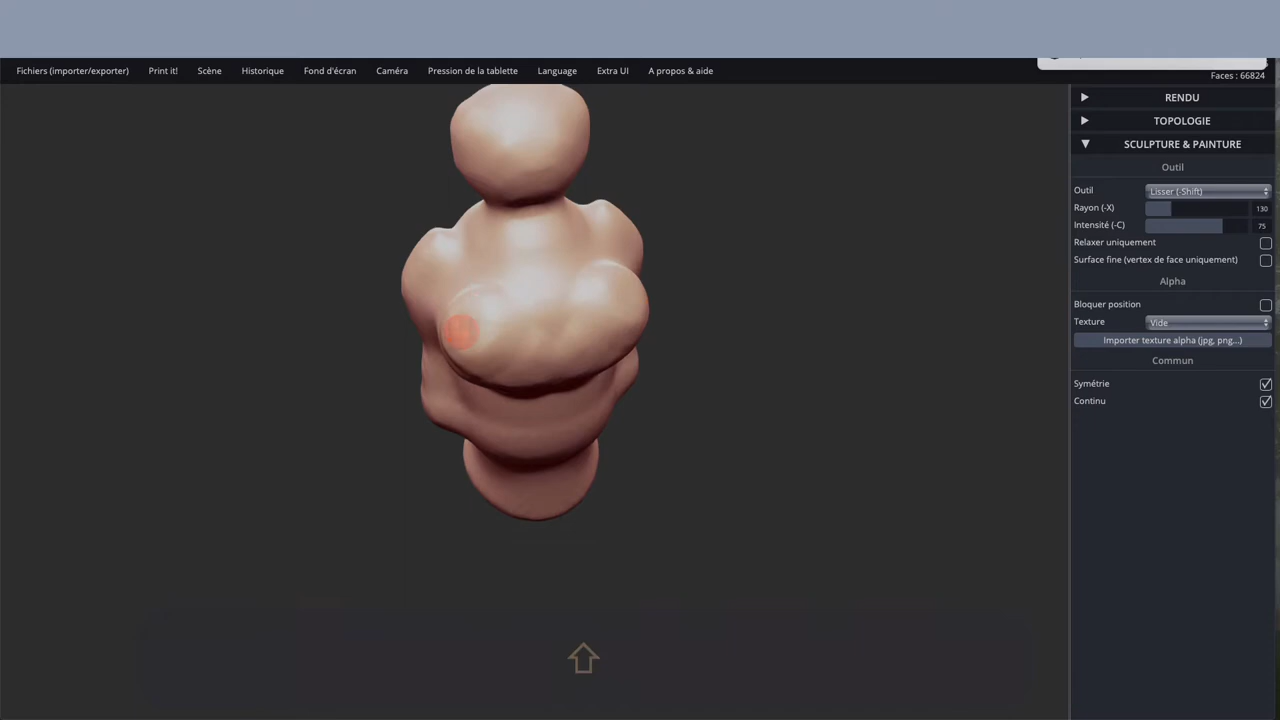 Fichiers (importer/exporter) Print it! Scène Historique Fond d'écran Caméra Pression de la tablette Language Extra UI A propos & aide
Faces : 66824
RENDU
TOPOLOGIE
SCULPTURE & PAINTURE
Outil
Outil Lisser (-Shift)
Rayon (-X) 130
Intensité (-C) 75
Relaxer uniquement
Surface fine (vertex de face uniquement)
Alpha
Bloquer position
Texture Vide
Importer texture alpha (jpg, png...)
Commun
Symétrie
Continu